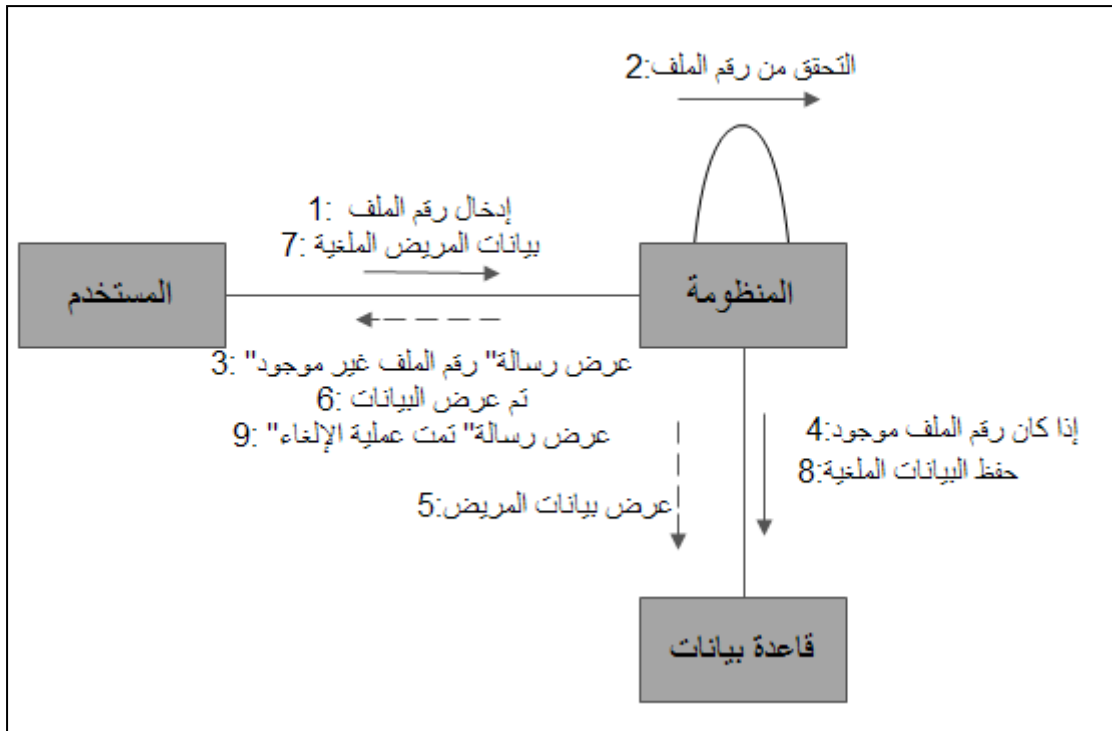 2:التحقق من رقم الملف
1: إدخال رقم الملف
7: بيانات المريض الملغية
المستخدم
المنظومة
3: عرض رسالة" رقم الملف غير موجود"
6: تم عرض البيانات
9: عرض رسالة" تمت عملية الإلغاء"
4:إذا كان رقم الملف موجود
8:حفظ البيانات الملغية
5:عرض بيانات المريض
قاعدة بيانات